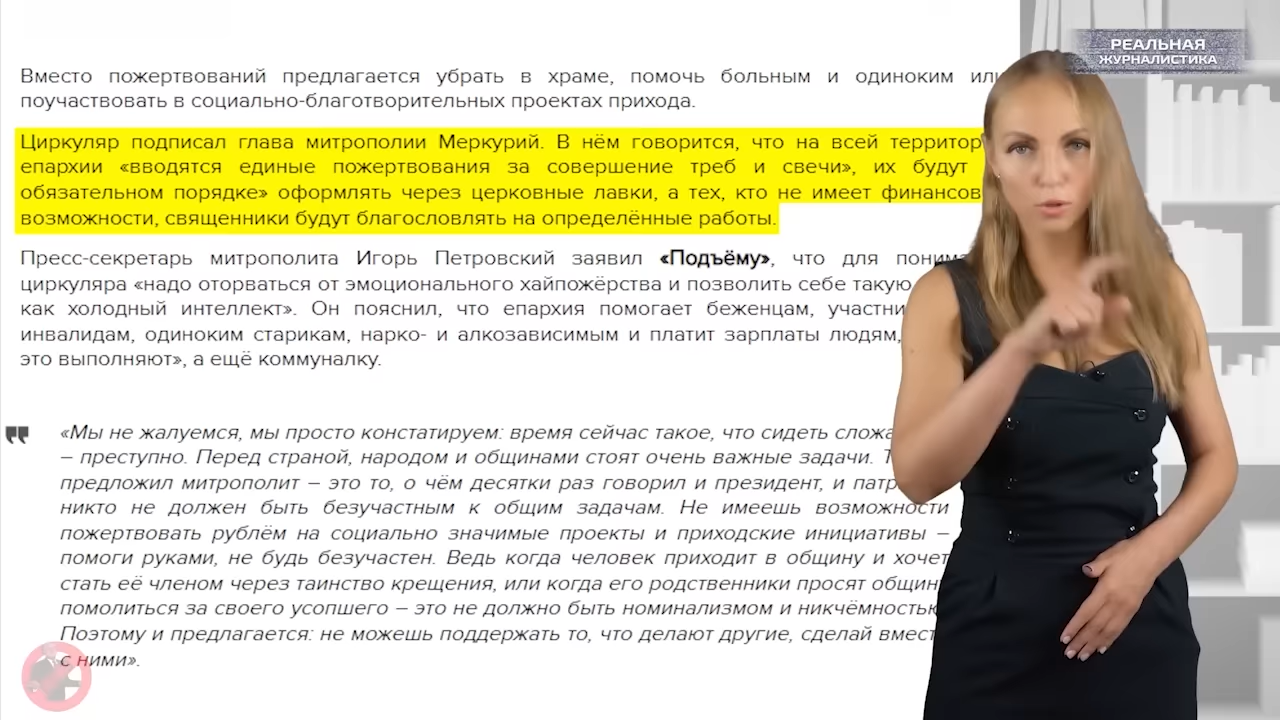 РЕАЛЬНАЯ
ЖУРНАЛИСТИКА
Вместо пожертвований предлагается убрать в храме, помочь больным и одиноким или
поучаствовать в социально-благотворительных проектах прихода.
Циркуляр подписал глава митрополии Меркурий. В нём говорится, что на всей
епархии «вводятся единые пожертвования за совершение треб и свечи», их будут
обязательном порядке» оформлять через церковные лавки, а тех, кто не имеет
возможности, священники будут благословлять на определённые работы.
Пресс-секретарь митрополита Игорь Петровский заявил «Подъёму», что для
циркуляра «надо оторваться от эмоционального хайпожёрства и позволить себе такую
как холодный интеллект». Он пояснил, что епархия помогает беженцам,
инвалидам, одиноким старикам, нарко- и алкозависимым и платит зарплаты людям,
это выполняют», а ещё коммуналку.
«Мы не жалуемся, мы просто констатируем: время сейчас такое, что сидеть
– преступно. Перед страной, народом и общинами стоят очень важные задачи.
предложил митрополит – это то, о чём десятки раз говорил и президент, и
никто не должен быть безучастным к общим задачам. Не имеешь возможности
пожертвовать рублём на социально значимые проекты и приходские инициативы –
помоги руками, не будь безучастен. Ведь когда человек приходит в общину и хочет
стать её членом через таинство крещения, или когда его родственники просят
помолиться за своего усопшего – это не должно быть номинализмом и никчёмностью
Поэтому и предлагается: не можешь поддержать то, что делают другие, сделай
с ними».